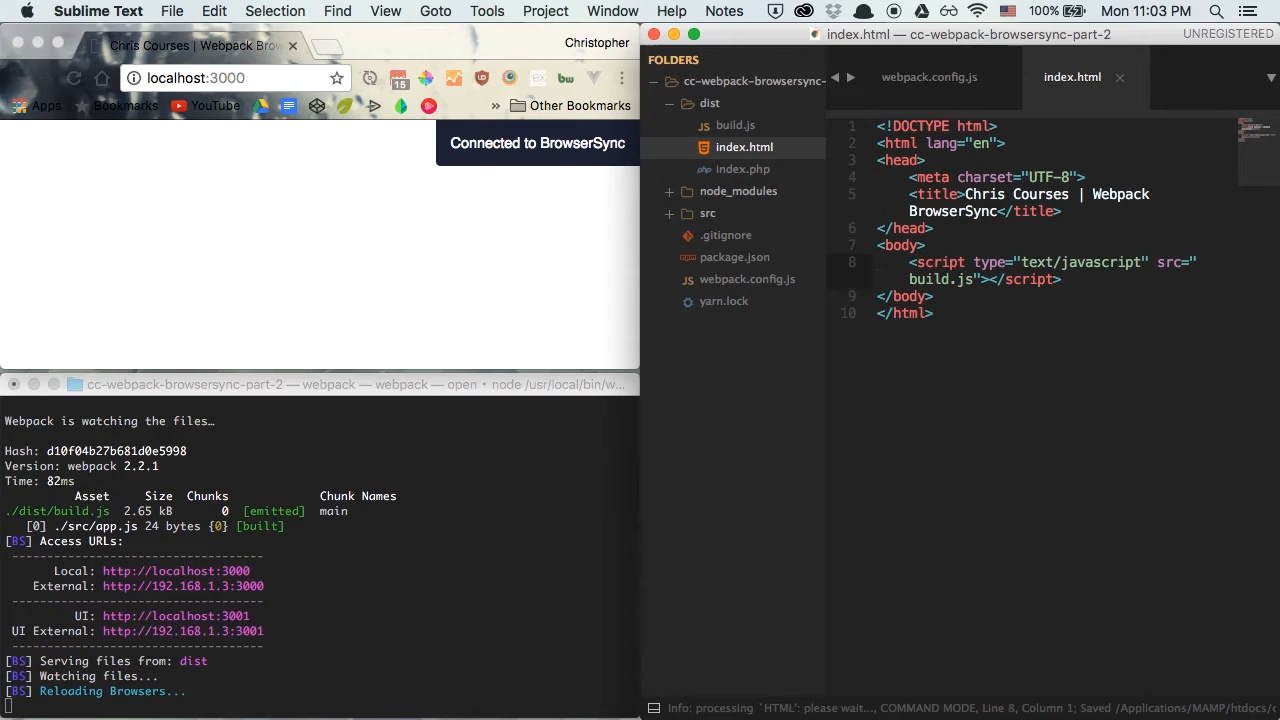 Sublime Text File Edit Selection Find View Goto Tools Project Window Help Notes 100% Mon 11:03 PM
Chris Courses | Webpack Brow
Christopher
localhost:3000
15
Apps Bookmarks YouTube » Other Bookmarks
Connected to BrowserSync
cc-webpack-browsersync-part-2 — webpack — webpack — open • node /usr/local/bin/w...
Webpack is watching the files…
Hash: d10f04b27b681d0e5998
Version: webpack 2.2.1
Time: 82ms
Asset Size Chunks Chunk Names
./dist/build.js 2.65 kB 0 [emitted] main
[0] ./src/app.js 24 bytes {0} [built]
[BS] Access URLs:
-----------------------------------
Local: http://localhost:3000
External: http://192.168.1.3:3000
-----------------------------------
UI: http://localhost:3001
UI External: http://192.168.1.3:3001
-----------------------------------
[BS] Serving files from: dist
[BS] Watching files...
[BS] Reloading Browsers...
index.html — cc-webpack-browsersync-part-2
UNREGISTERED
FOLDERS
cc-webpack-browsersync-
dist
build.js
index.html
index.php
node_modules
src
.gitignore
package.json
webpack.config.js
yarn.lock
webpack.config.js index.html
1 <!DOCTYPE html>
2 <html lang="en">
3 <head>
4 <meta charset="UTF-8">
5 <title>Chris Courses | Webpack
BrowserSync</title>
6 </head>
7 <body>
8 <script type="text/javascript" src="
build.js"></script>
9 </body>
10 </html>
Info: processing `HTML': please wait…, COMMAND MODE, Line 8, Column 1; Saved /Applications/MAMP/htdocs/c